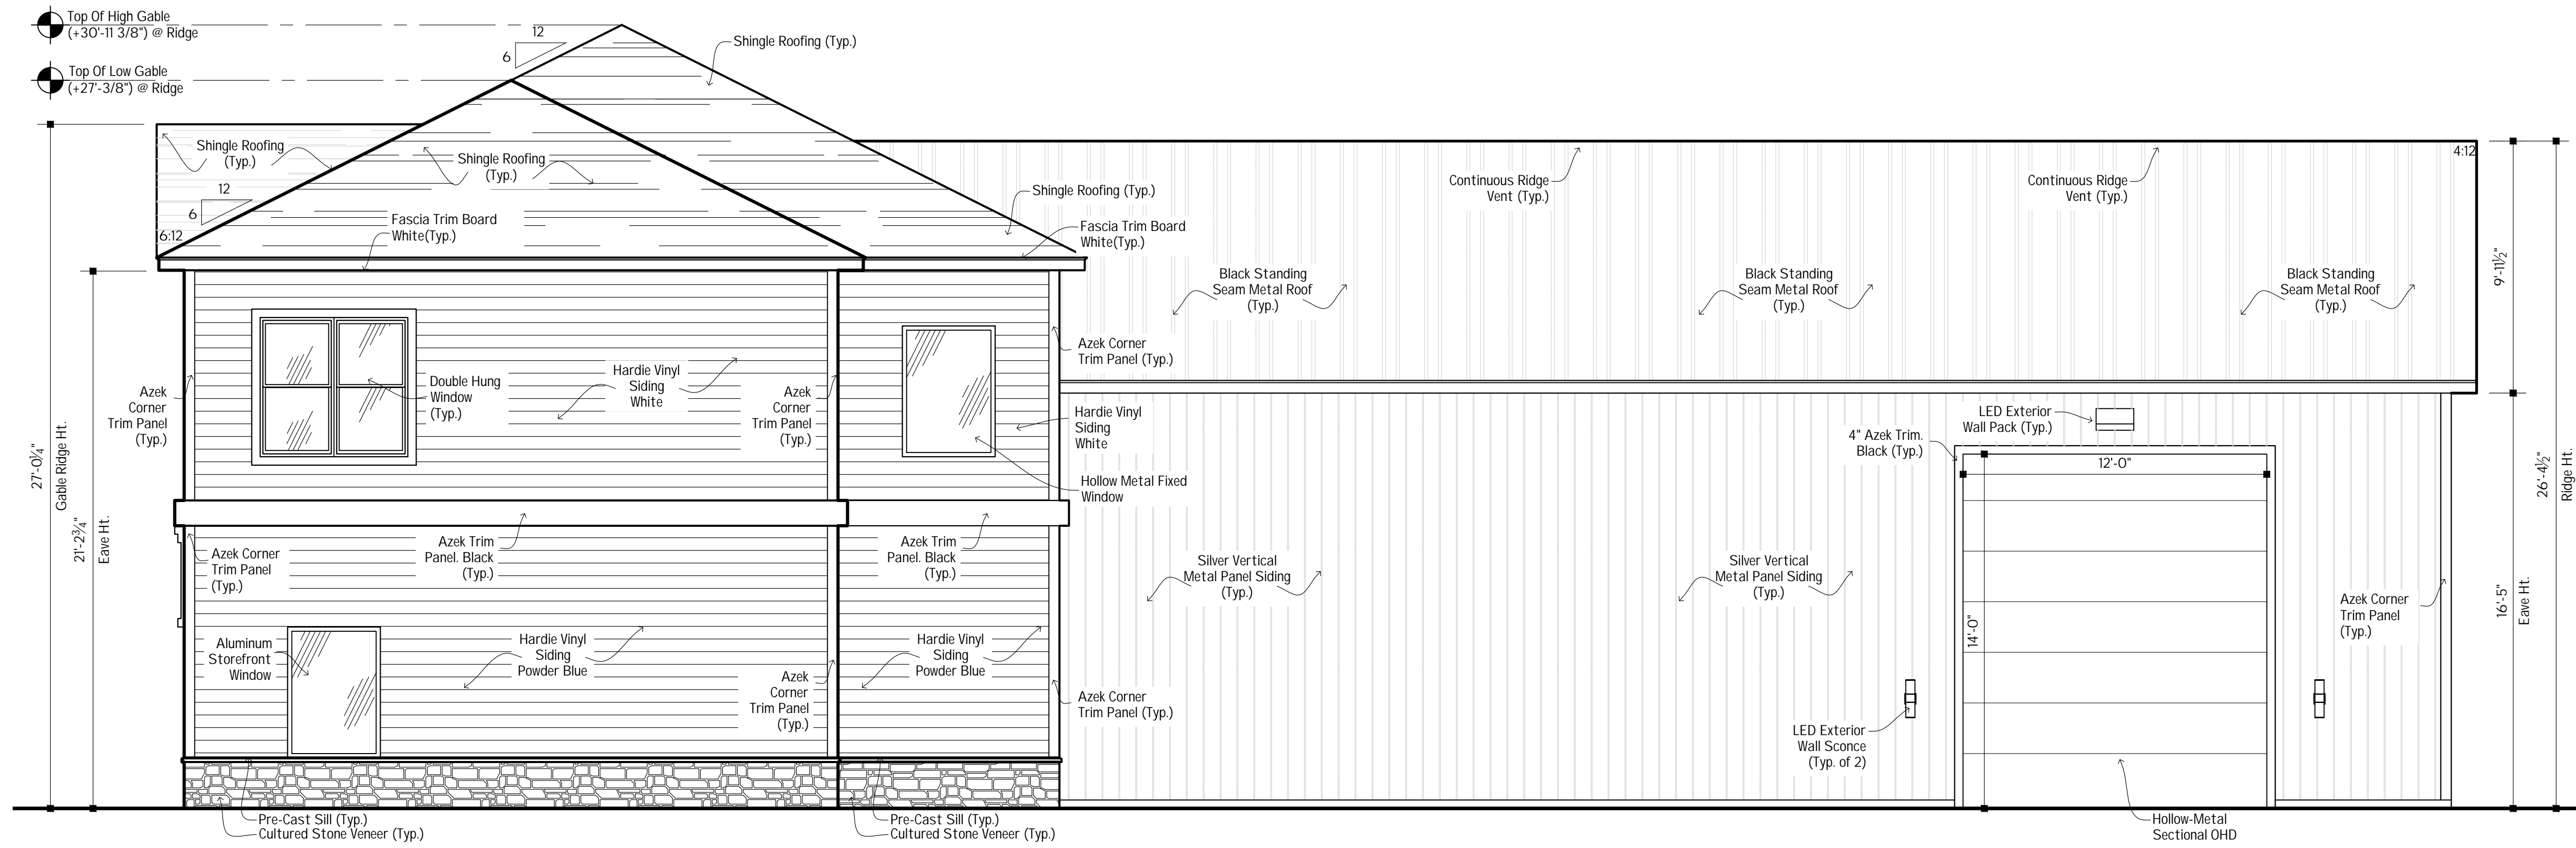 Top Of High Gable
(+30'-11 3/8") @ Ridge
Top Of Low Gable
(+27'-3/8") @ Ridge
12
6
Shingle Roofing (Typ.)
Shingle Roofing
(Typ.)
Shingle Roofing
(Typ.)
12
6
6:12
Fascia Trim Board
White(Typ.)
Shingle Roofing (Typ.)
Fascia Trim Board
White(Typ.)
Continuous Ridge
Vent (Typ.)
Continuous Ridge
Vent (Typ.)
4:12
Black Standing
Seam Metal Roof
(Typ.)
Black Standing
Seam Metal Roof
(Typ.)
Black Standing
Seam Metal Roof
(Typ.)
9'-11½"
27'-0¼"
Gable Ridge Ht.
21'-2¾"
Eave Ht.
Azek
Corner
Trim Panel
(Typ.)
Double Hung
Window
(Typ.)
Hardie Vinyl
Siding
White
Azek
Corner
Trim Panel
(Typ.)
Azek Corner
Trim Panel (Typ.)
Hardie Vinyl
Siding
White
Hollow Metal Fixed
Window
LED Exterior
Wall Pack (Typ.)
4" Azek Trim.
Black (Typ.)
12'-0"
14'-0"
26'-4½"
Ridge Ht.
16'-5"
Eave Ht.
Azek Corner
Trim Panel
(Typ.)
Azek Trim
Panel. Black
(Typ.)
Azek Trim
Panel. Black
(Typ.)
Silver Vertical
Metal Panel Siding
(Typ.)
Silver Vertical
Metal Panel Siding
(Typ.)
Azek Corner
Trim Panel
(Typ.)
Aluminum
Storefront
Window
Hardie Vinyl
Siding
Powder Blue
Azek
Corner
Trim Panel
(Typ.)
Hardie Vinyl
Siding
Powder Blue
Azek Corner
Trim Panel (Typ.)
LED Exterior
Wall Sconce
(Typ. of 2)
Pre-Cast Sill (Typ.)
Cultured Stone Veneer (Typ.)
Pre-Cast Sill (Typ.)
Cultured Stone Veneer (Typ.)
Hollow-Metal
Sectional OHD